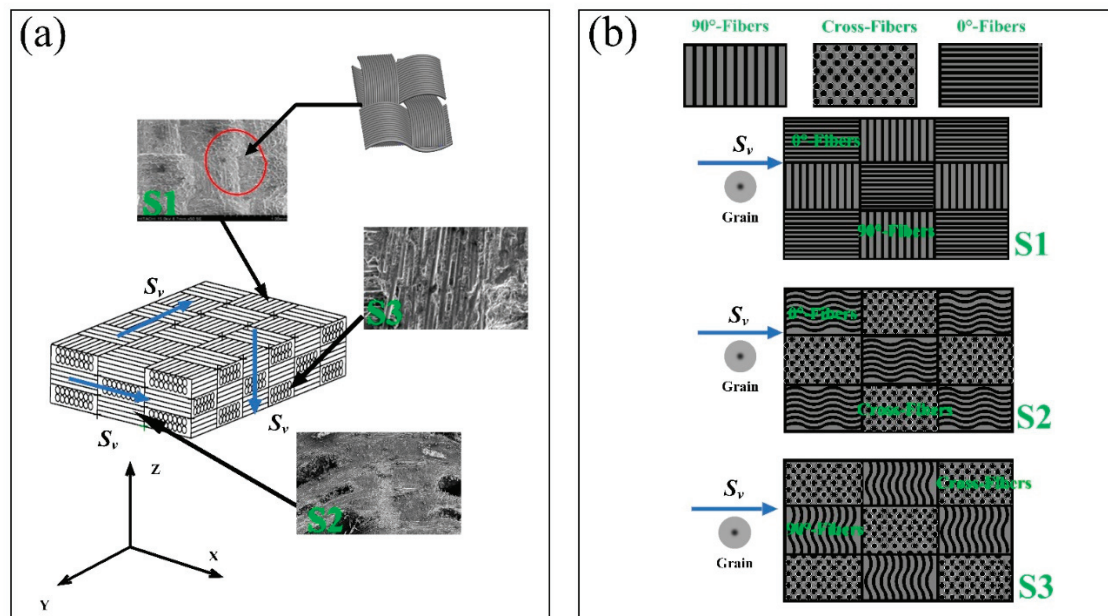 (a)
S1
Sv
S3
Sv
Sv
S2
Z
X
Y
(b)
90°-Fibers Cross-Fibers 0°-Fibers
Sv
0°-Fibers
Grain
90°-Fibers
S1
Sv
0°-Fibers
Grain
Cross-Fibers
S2
Sv
Cross-Fibers
90°-Fibers
Grain
S3